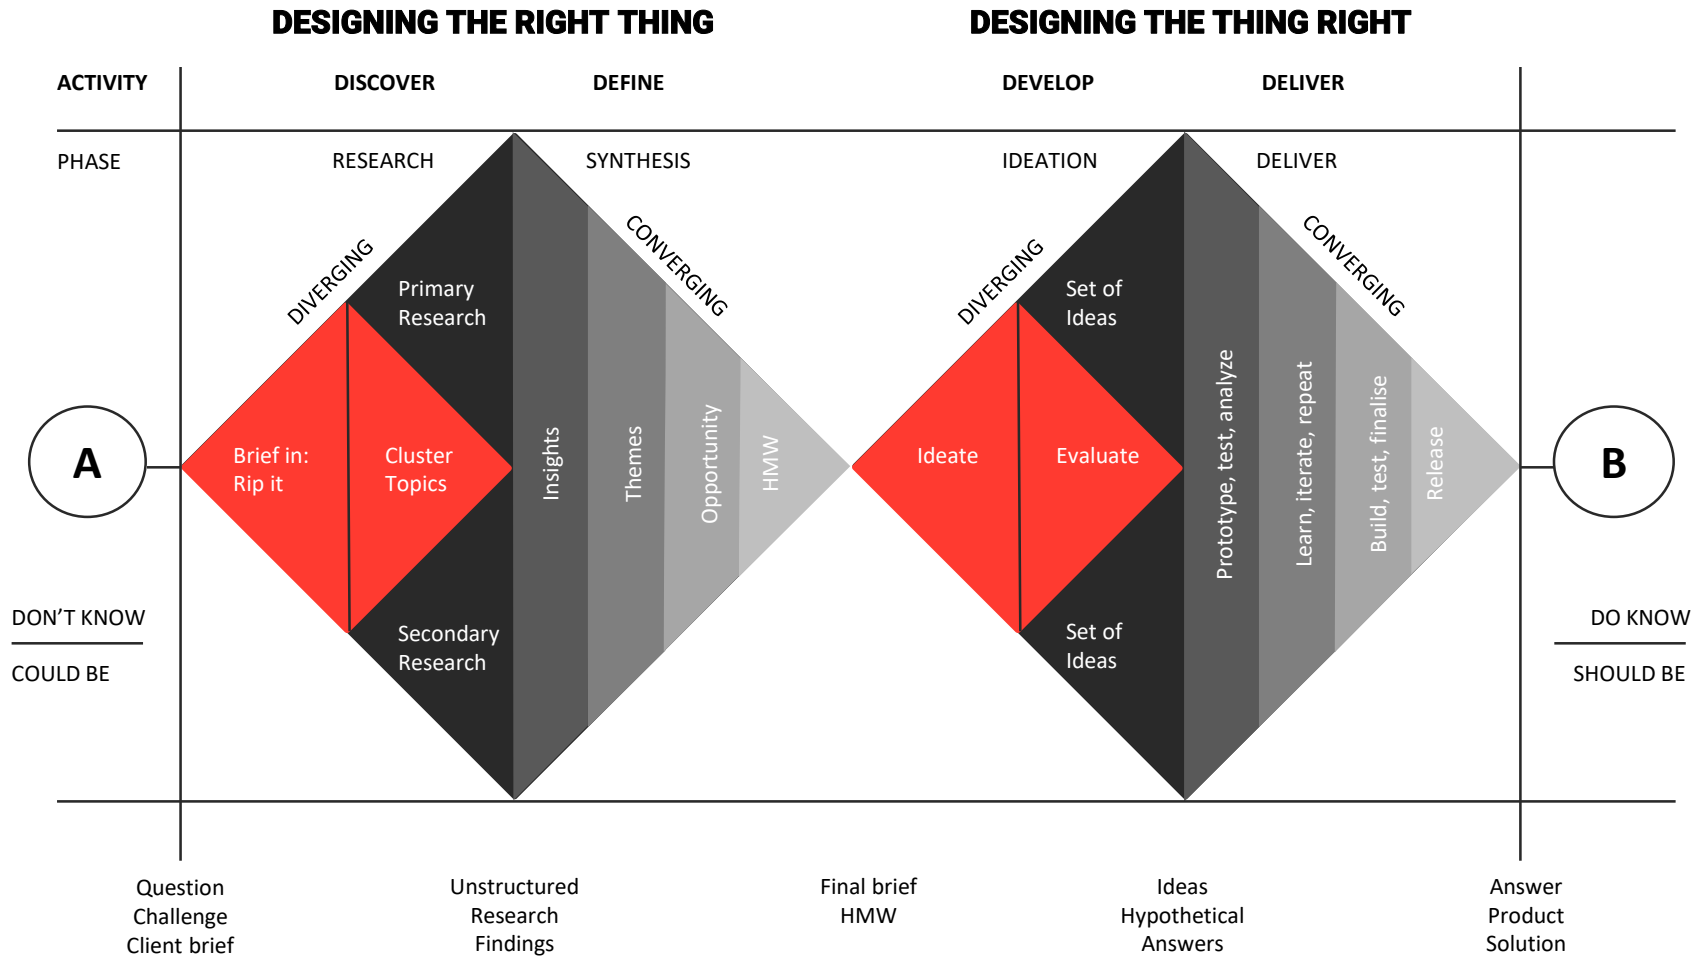 DESIGNING THE RIGHT THING
DESIGNING THE THING RIGHT
ACTIVITY
DISCOVER
DEFINE
DEVELOP
DELIVER
PHASE
RESEARCH
SYNTHESIS
IDEATION
DELIVER
DIVERGING
CONVERGING
DIVERGING
CONVERGING
A
Brief in:
Rip it
Cluster
Topics
Primary
Research
Secondary
Research
Insights
Themes
Opportunity
HMW
Ideate
Evaluate
Set of
Ideas
Set of
Ideas
Prototype, test, analyze
Learn, iterate, repeat
Build, test, finalise
Release
B
DON’T KNOW
COULD BE
DO KNOW
SHOULD BE
Question
Challenge
Client brief
Unstructured
Research
Findings
Final brief
HMW
Ideas
Hypothetical
Answers
Answer
Product
Solution